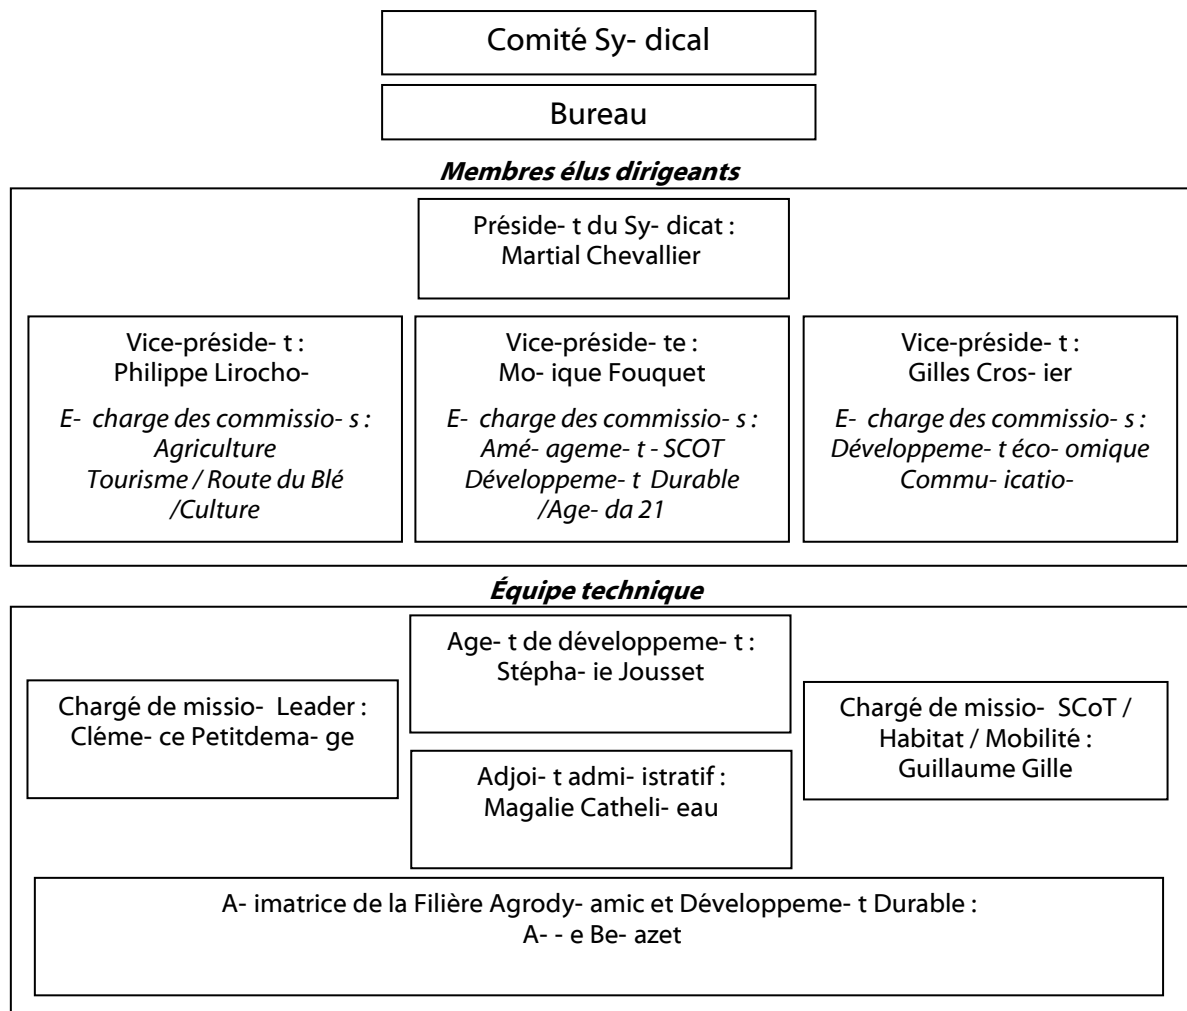 Comité Sy- dical
Bureau
Membres élus dirigeants
Préside- t du Sy- dicat :
Martial Chevallier
Vice-préside- t :
Philippe Lirocho-
E- charge des commissio- s :
Agriculture
Tourisme / Route du Blé
/Culture
Vice-préside- te :
Mo- ique Fouquet
E- charge des commissio- s :
Amé- ageme- t - SCOT
Développeme- t Durable
/Age- da 21
Vice-préside- t :
Gilles Cros- ier
E- charge des commissio- s :
Développeme- t éco- omique
Commu- icatio-
Équipe technique
Age- t de développeme- t :
Stépha- ie Jousset
Chargé de missio- Leader :
Cléme- ce Petitdema- ge
Chargé de missio- SCoT /
Habitat / Mobilité :
Guillaume Gille
Adjoi- t admi- istratif :
Magalie Catheli- eau
A- imatrice de la Filière Agrody- amic et Développeme- t Durable :
A- - e Be- azet